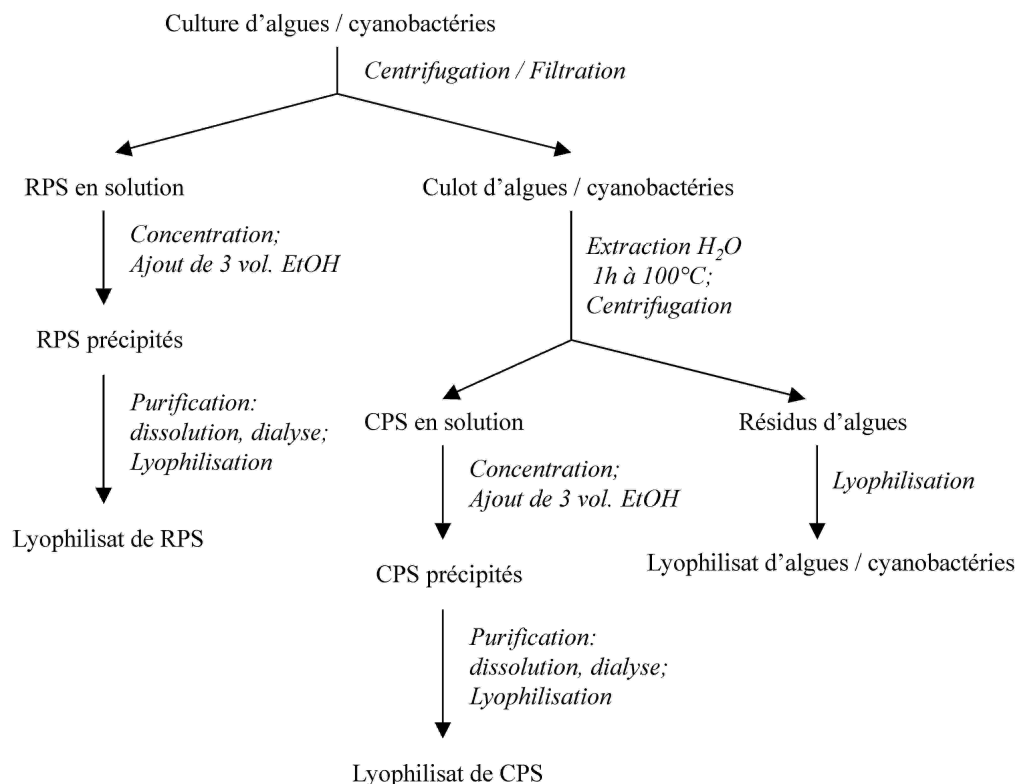 Culture d'algues / cyanobactéries
Centrifugation / Filtration
RPS en solution
Culot d'algues / cyanobactéries
Concentration;
Ajout de 3 vol. EtOH
Extraction H₂O
1h à 100°C;
Centrifugation
RPS précipités
Purification:
dissolution, dialyse;
Lyophilisation
CPS en solution
Résidus d'algues
Concentration;
Ajout de 3 vol. EtOH
Lyophilisation
Lyophilisat de RPS
CPS précipités
Lyophilisat d'algues / cyanobactéries
Purification:
dissolution, dialyse;
Lyophilisation
Lyophilisat de CPS